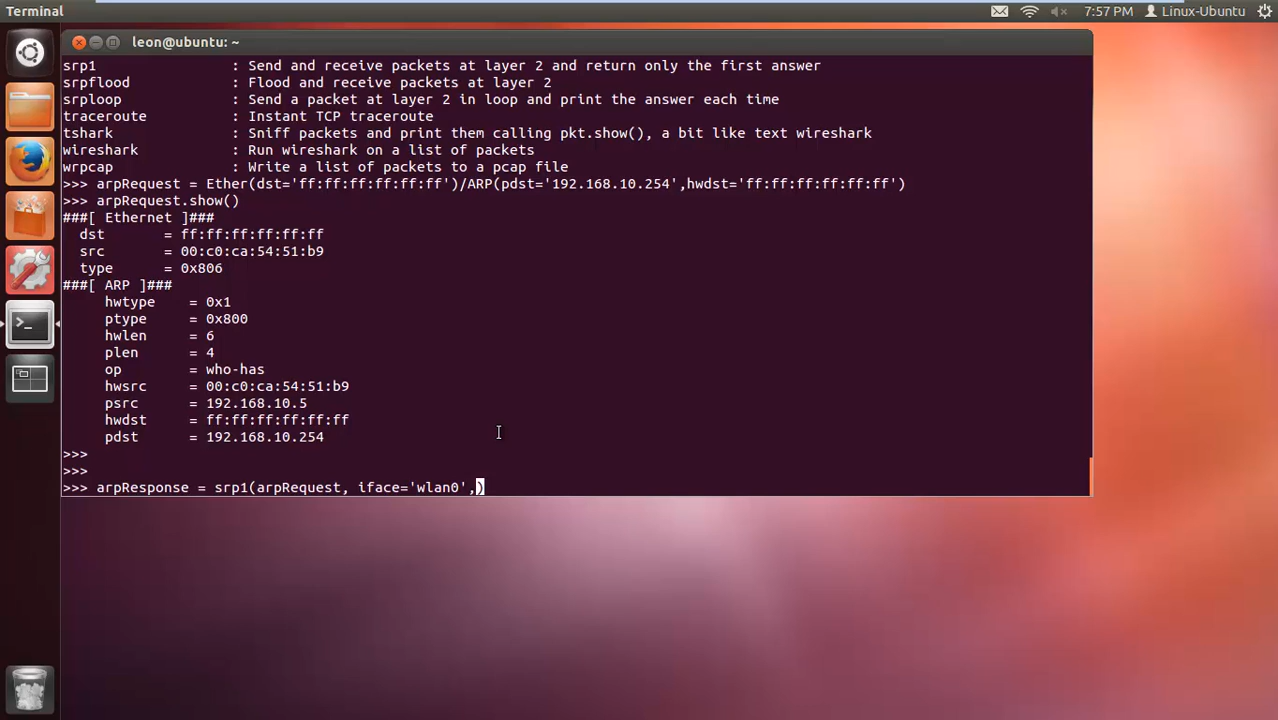 Terminal
7:57 PM Linux-Ubuntu
leon@ubuntu: ~
srp1 : Send and receive packets at layer 2 and return only the first answer
srpflood : Flood and receive packets at layer 2
srploop : Send a packet at layer 2 in loop and print the answer each time
traceroute : Instant TCP traceroute
tshark : Sniff packets and print them calling pkt.show(), a bit like text wireshark
wireshark : Run wireshark on a list of packets
wrpcap : Write a list of packets to a pcap file
>>> arpRequest = Ether(dst='ff:ff:ff:ff:ff:ff')/ARP(pdst='192.168.10.254',hwdst='ff:ff:ff:ff:ff:ff')
>>> arpRequest.show()
###[ Ethernet ]###
dst = ff:ff:ff:ff:ff:ff
src = 00:c0:ca:54:51:b9
type = 0x806
###[ ARP ]###
hwtype = 0x1
ptype = 0x800
hwlen = 6
plen = 4
op = who-has
hwsrc = 00:c0:ca:54:51:b9
psrc = 192.168.10.5
hwdst = ff:ff:ff:ff:ff:ff
pdst = 192.168.10.254
>>>
>>>
>>> arpResponse = srp1(arpRequest, iface='wlan0',)